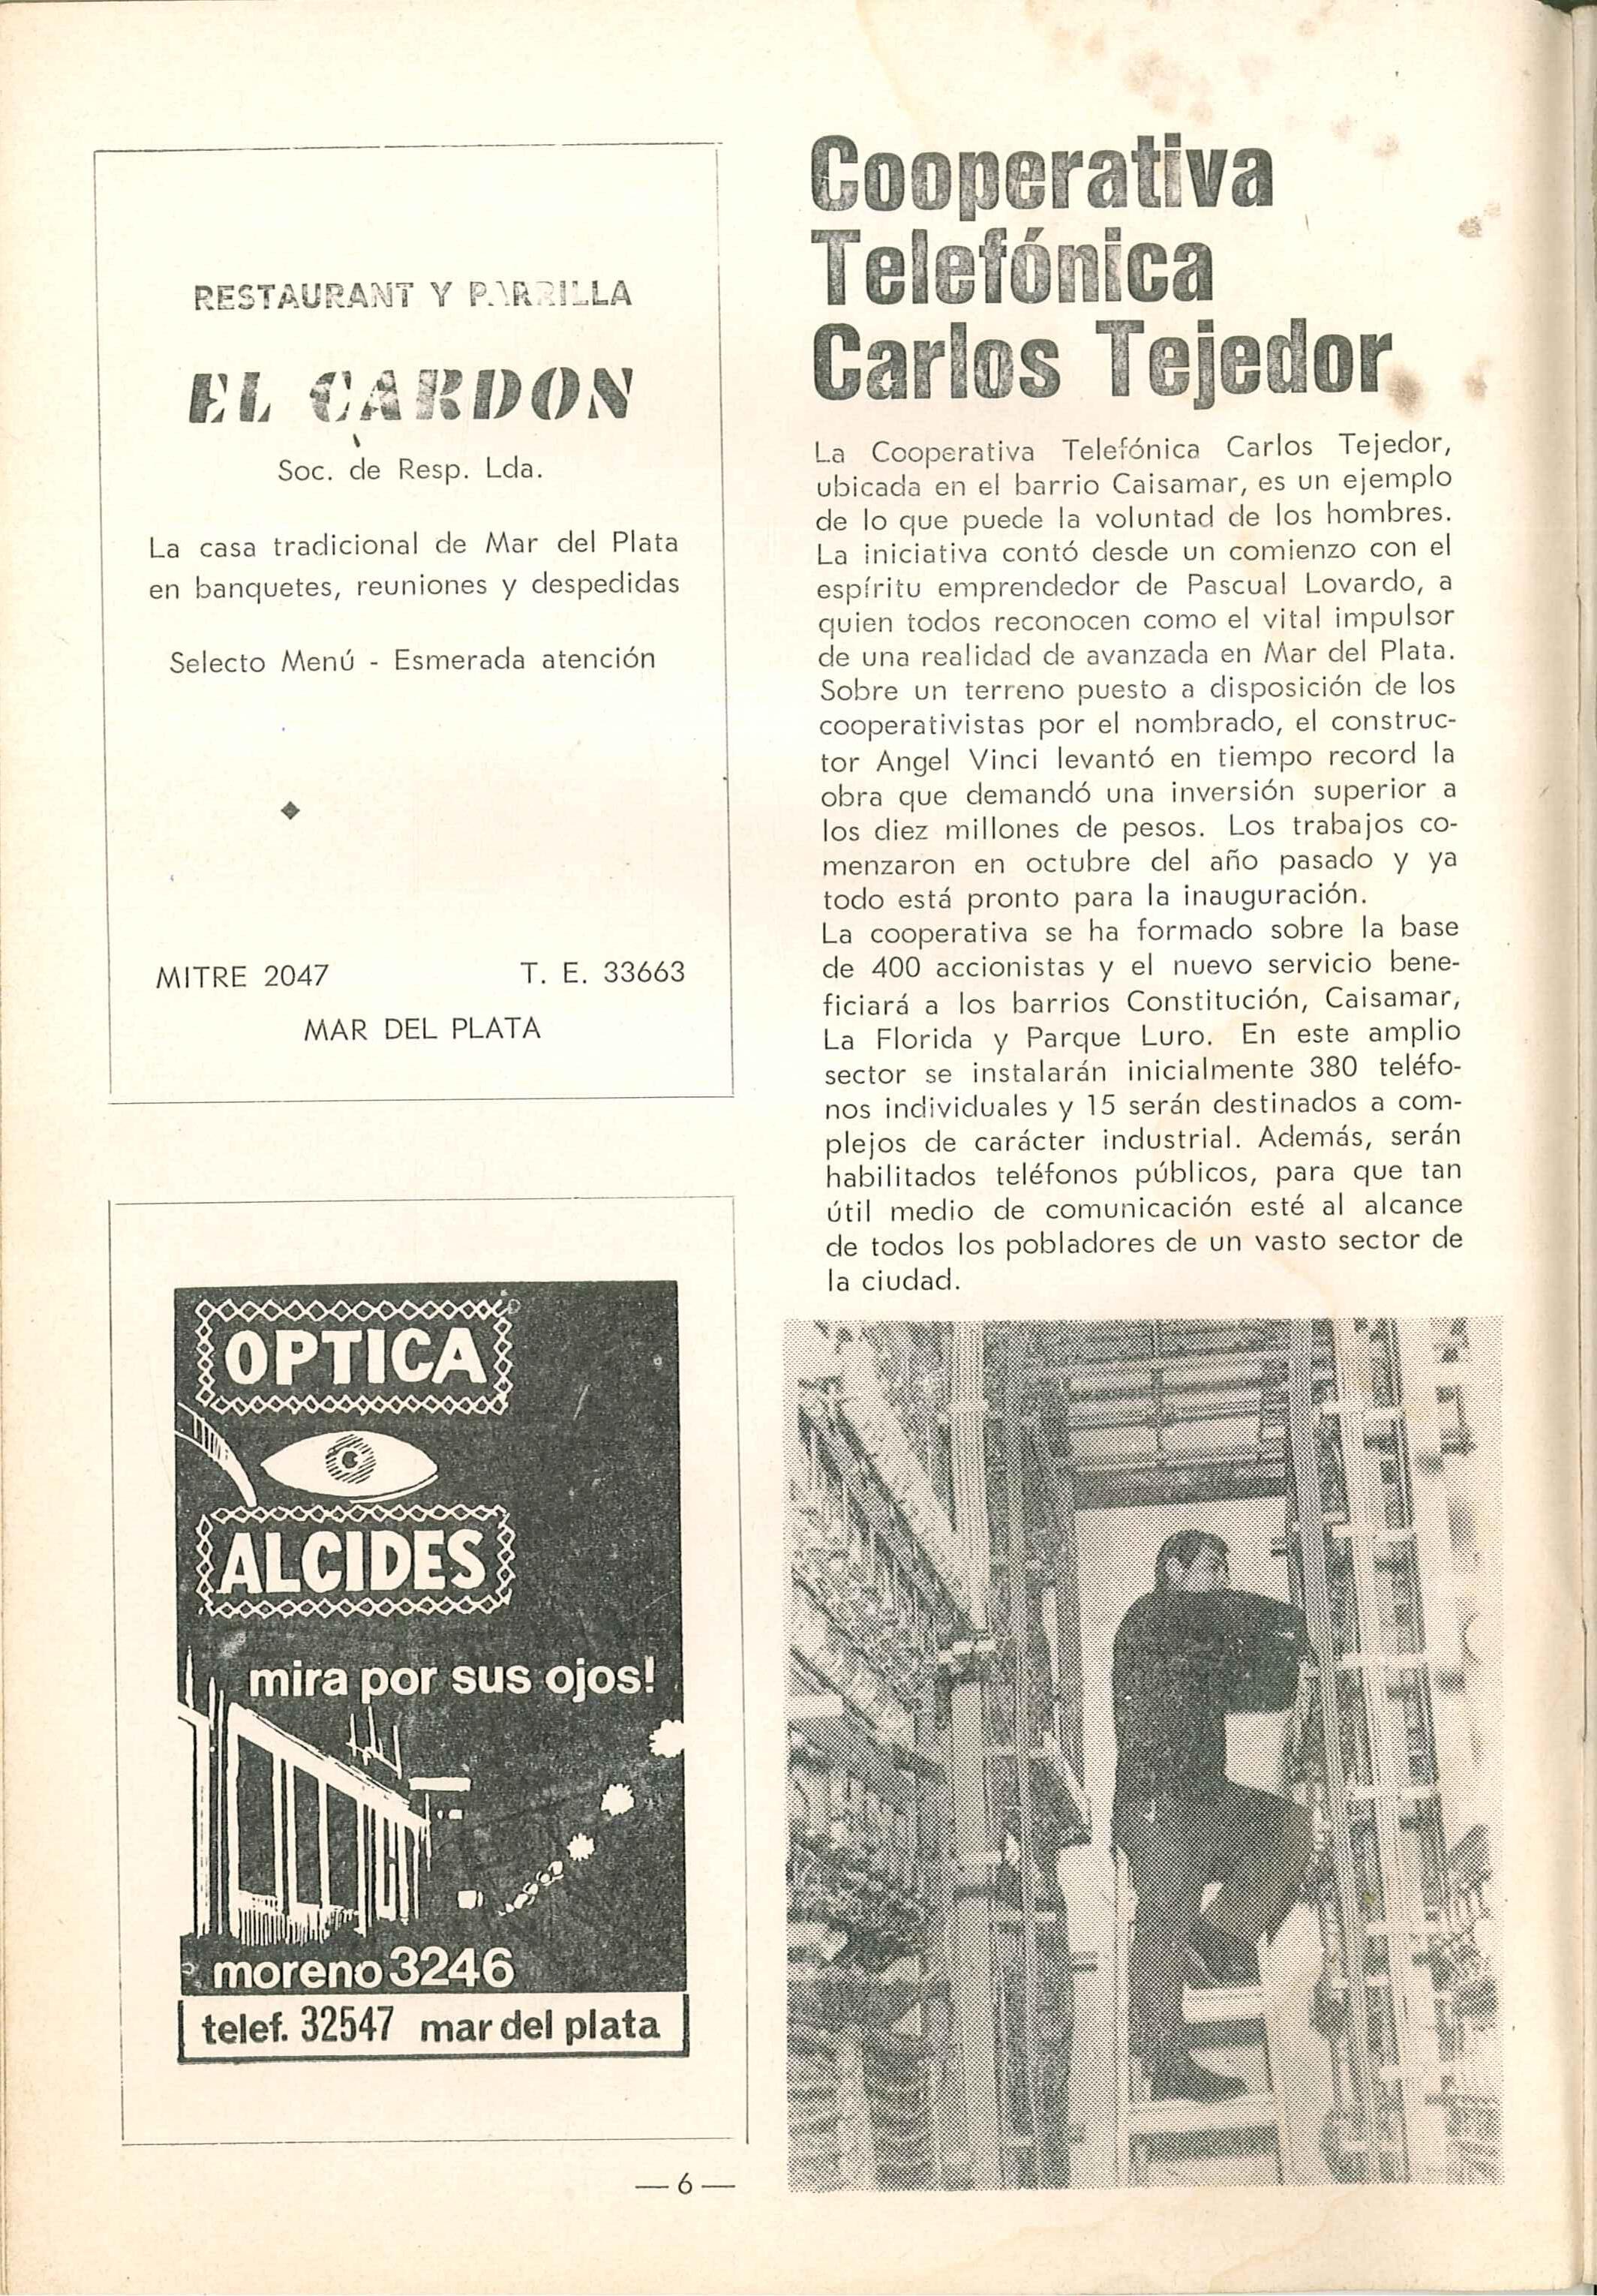 RESTAURANT Y PARRILLA
EL CARDON
Soc. de Resp. Lda.
La casa tradicional de Mar del Plata
en banquetes, reuniones y despedidas
Selecto Menú - Esmerada atención
MITRE 2047 T. E. 33663
MAR DEL PLATA
OPTICA
ALCIDES
mira por sus ojos!
moreno 3246
telef. 32547 mar del plata
Cooperativa
Telefónica
Carlos Tejedor
La Cooperativa Telefónica Carlos Tejedor,
ubicada en el barrio Caisamar, es un ejemplo
de lo que puede la voluntad de los hombres.
La iniciativa contó desde un comienzo con el
espíritu emprendedor de Pascual Lovardo, a
quien todos reconocen como el vital impulsor
de una realidad de avanzada en Mar del Plata.
Sobre un terreno puesto a disposición de los
cooperativistas por el nombrado, el construc-
tor Angel Vinci levantó en tiempo record la
obra que demandó una inversión superior a
los diez millones de pesos. Los trabajos co-
menzaron en octubre del año pasado y ya
todo está pronto para la inauguración.
La cooperativa se ha formado sobre la base
de 400 accionistas y el nuevo servicio bene-
ficiará a los barrios Constitución, Caisamar,
La Florida y Parque Luro. En este amplio
sector se instalarán inicialmente 380 teléfo-
nos individuales y 15 serán destinados a com-
plejos de carácter industrial. Además, serán
habilitados teléfonos públicos, para que tan
útil medio de comunicación esté al alcance
de todos los pobladores de un vasto sector de
la ciudad.
— 6 —